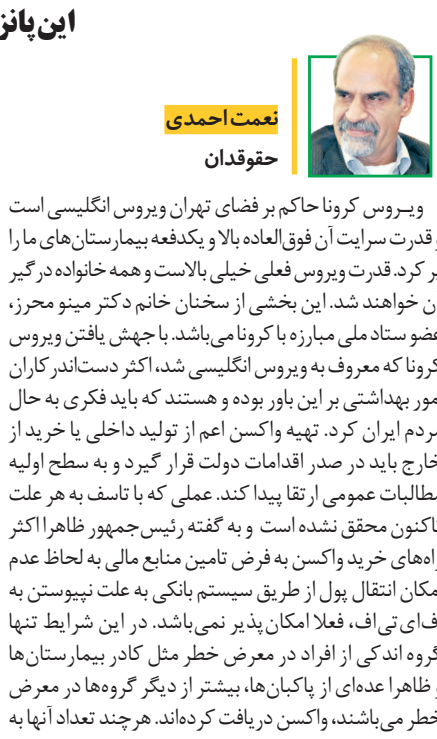 این پانز
نعمت احمدی
حقوقدان
ویـروس کرونا حاکم بر فضای تهران ویروس انگلیسی است
و قدرت سرایت آن فوق‌العاده بالا و یکدفعه بیمارستان‌های ما را
پر کرد. قدرت ویروس فعلی خیلی بالاست و همه خانواده درگیر
آن خواهند شد. این بخشی از سخنان خانم دکتر مینو محرز،
عضو ستاد ملی مبارزه با کرونا می‌باشد. با جهش یافتن ویروس
کرونا که معروف به ویروس انگلیسی شد، اکثر دست‌اندرکاران
امور بهداشتی بر این باور بوده و هستند که باید فکری به حال
مردم ایران کرد. تهیه واکسن اعم از تولید داخلی یا خرید از
خارج باید در صدر اقدامات دولت قرار گیرد و به سطح اولیه
مطالبات عمومی ارتقا پیدا کند. عملی که با تاسف به هر علت
تاکنون محقق نشده است و به گفته رئیس‌جمهور ظاهرا اکثر
راه‌های خرید واکسن به فرض تامین منابع مالی به لحاظ عدم
امکان انتقال پول از طریق سیستم بانکی به علت نپیوستن به
اف‌ای‌تی‌اف، فعلا امکان‌پذیر نمی‌باشد. در این شرایط تنها
گروه اندکی از افراد در معرض خطر مثل کادر بیمارستان‌ها
و ظاهرا عده‌ای از پاکبان‌ها، بیشتر از دیگر گروه‌ها در معرض
خطر می‌باشند، واکسن دریافت کرده‌اند. هرچند تعداد آنها به